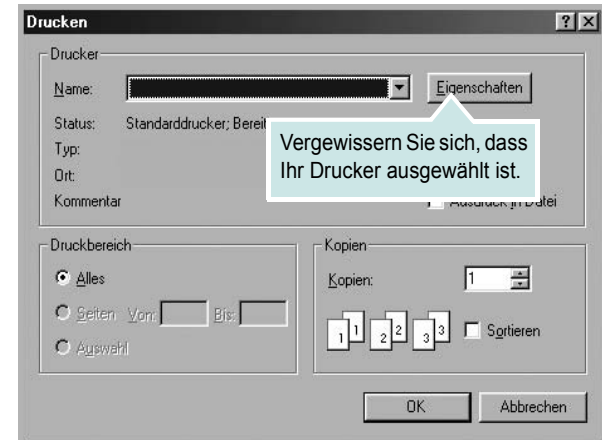 Drucken
Drucker
Name:
Eigenschaften
Status: Standarddrucker; Bereit
Typ:
Ort:
Kommentar
Vergewissern Sie sich, dass
Ihr Drucker ausgewählt ist.
Ausdruck in Datei
Druckbereich
Alles
Seiten Von: Bis:
Auswahl
Kopien
Kopien: 1
1 1 2 2 3 3 Sortieren
OK Abbrechen